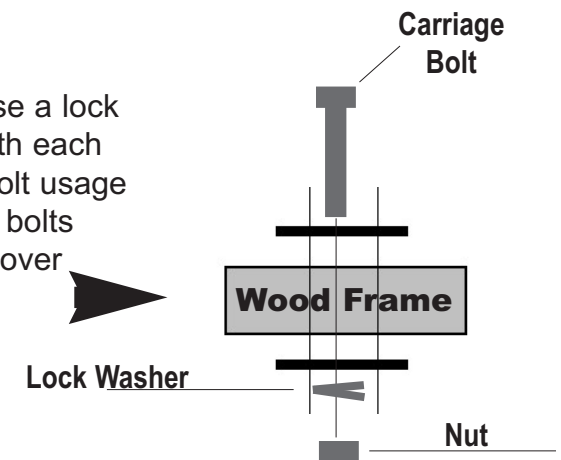 Carriage
Bolt
se a lock
th each
olt usage
bolts
over
Wood Frame
Lock Washer
Nut